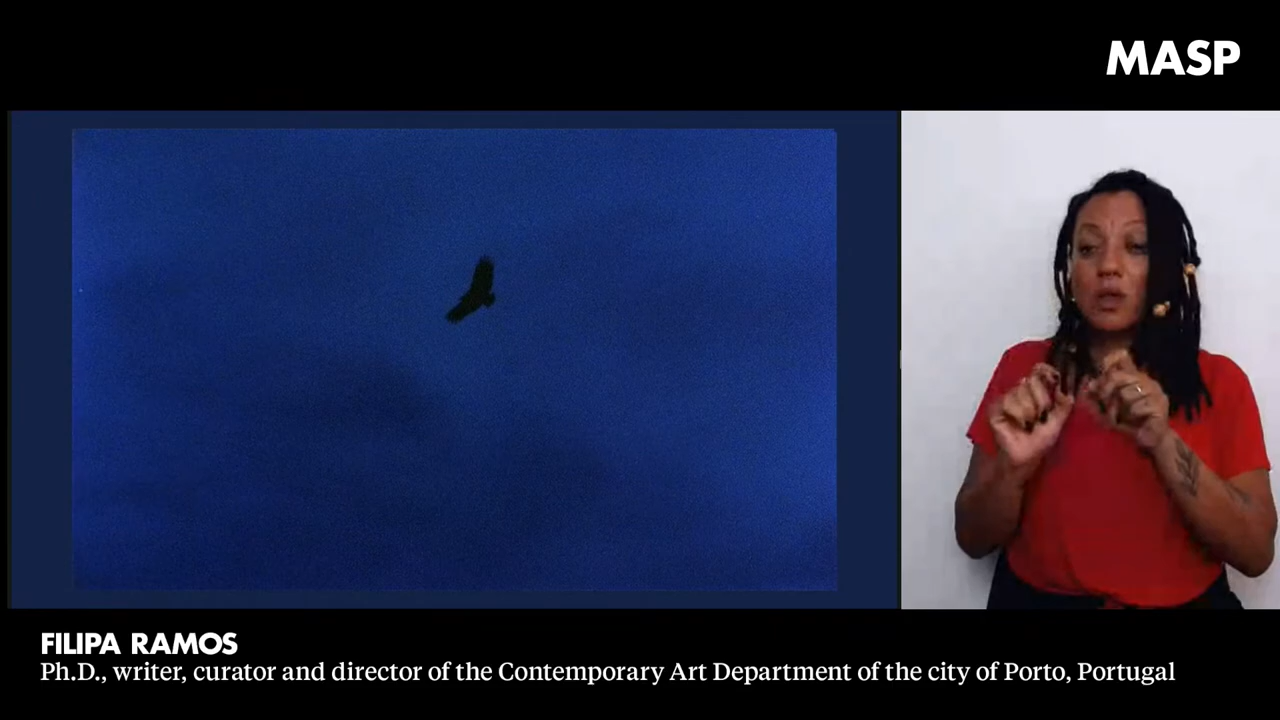 MASP
FILIPA RAMOS
Ph.D., writer, curator and director of the Contemporary Art Department of the city of Porto, Portugal